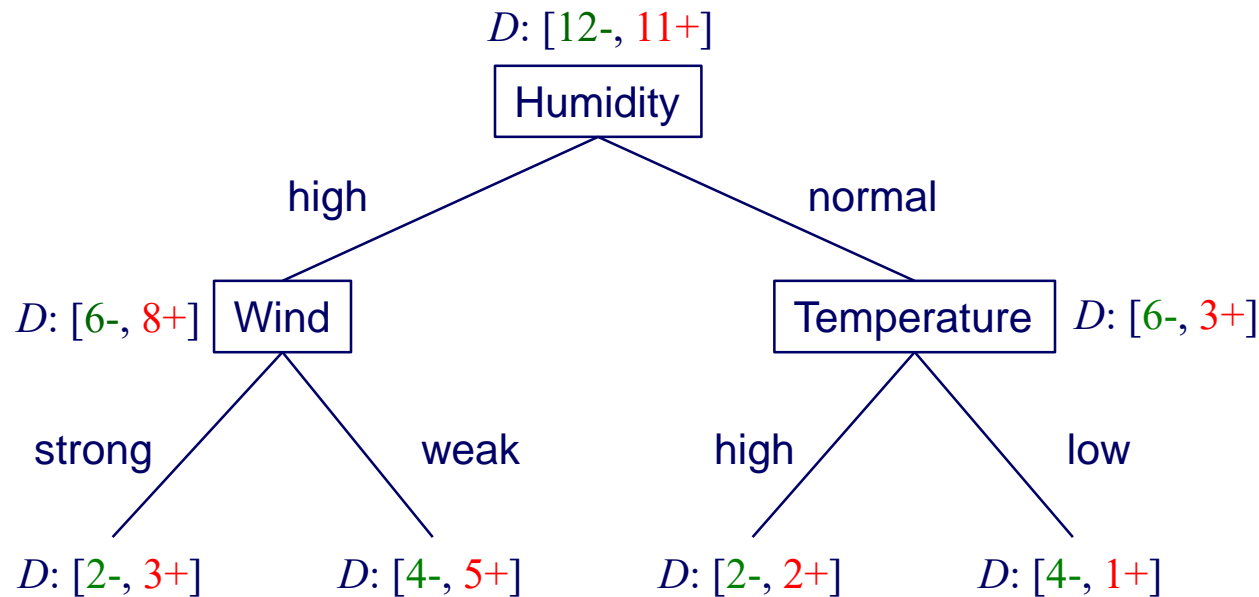 D: [12-, 11+]
Humidity
high normal
D: [6-, 8+] Wind Temperature D: [6-, 3+]
strong weak high low
D: [2-, 3+] D: [4-, 5+] D: [2-, 2+] D: [4-, 1+]